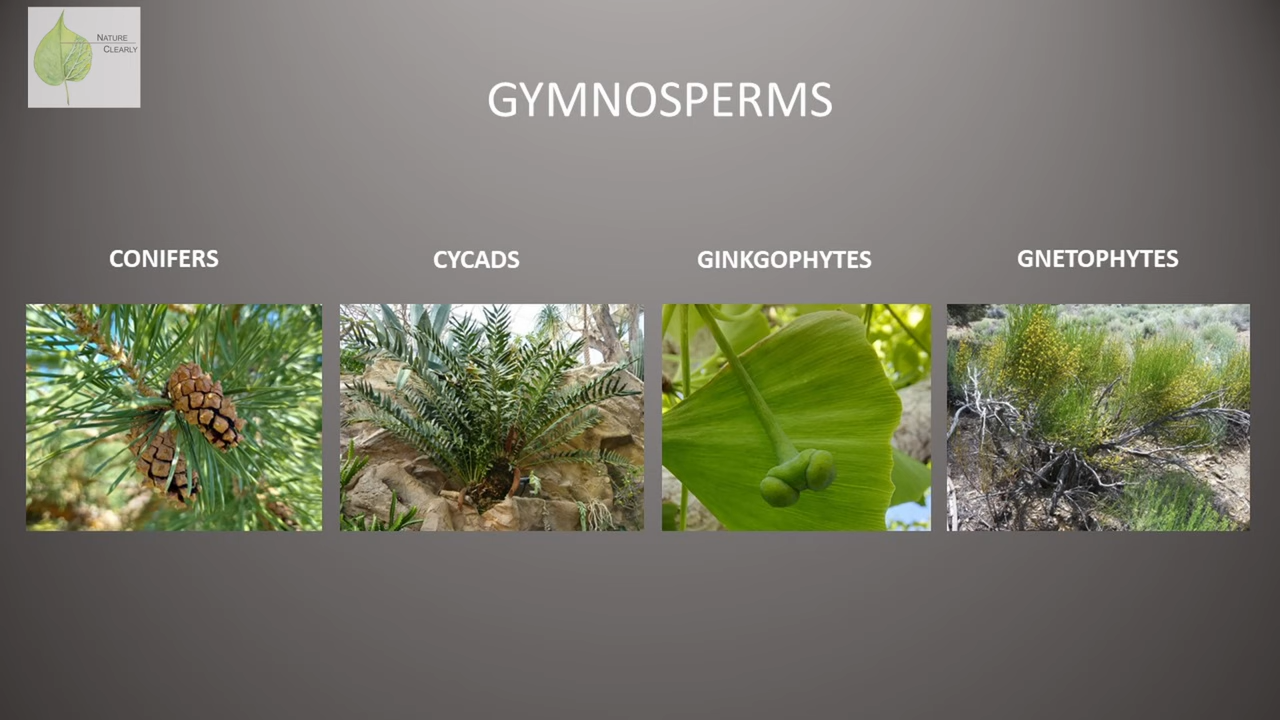 NATURE
CLEARLY
GYMNOSPERMS
CONIFERS
CYCADS
GINKGOPHYTES
GNETOPHYTES